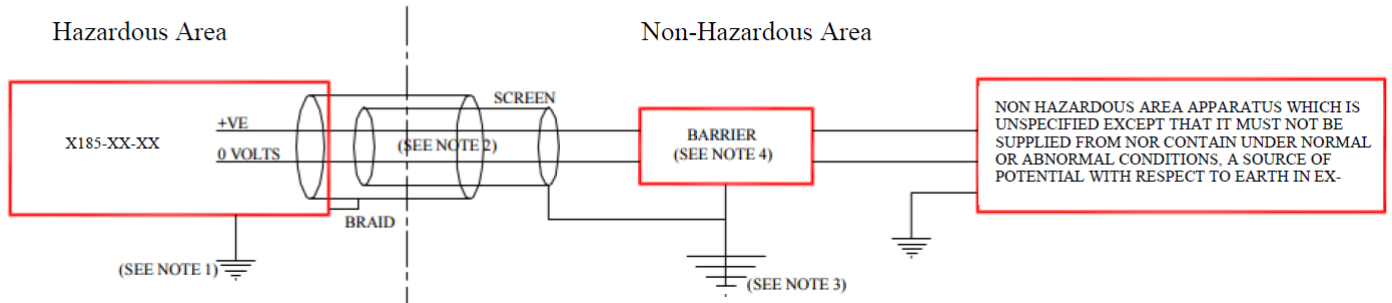 Hazardous Area
Non-Hazardous Area
X185-XX-XX
+VE
0 VOLTS
SCREEN
(SEE NOTE 2)
BRAID
(SEE NOTE 1)
BARRIER
(SEE NOTE 4)
(SEE NOTE 3)
NON HAZARDOUS AREA APPARATUS WHICH IS
UNSPECIFIED EXCEPT THAT IT MUST NOT BE
SUPPLIED FROM NOR CONTAIN UNDER NORMAL
OR ABNORMAL CONDITIONS, A SOURCE OF
POTENTIAL WITH RESPECT TO EARTH IN EX-